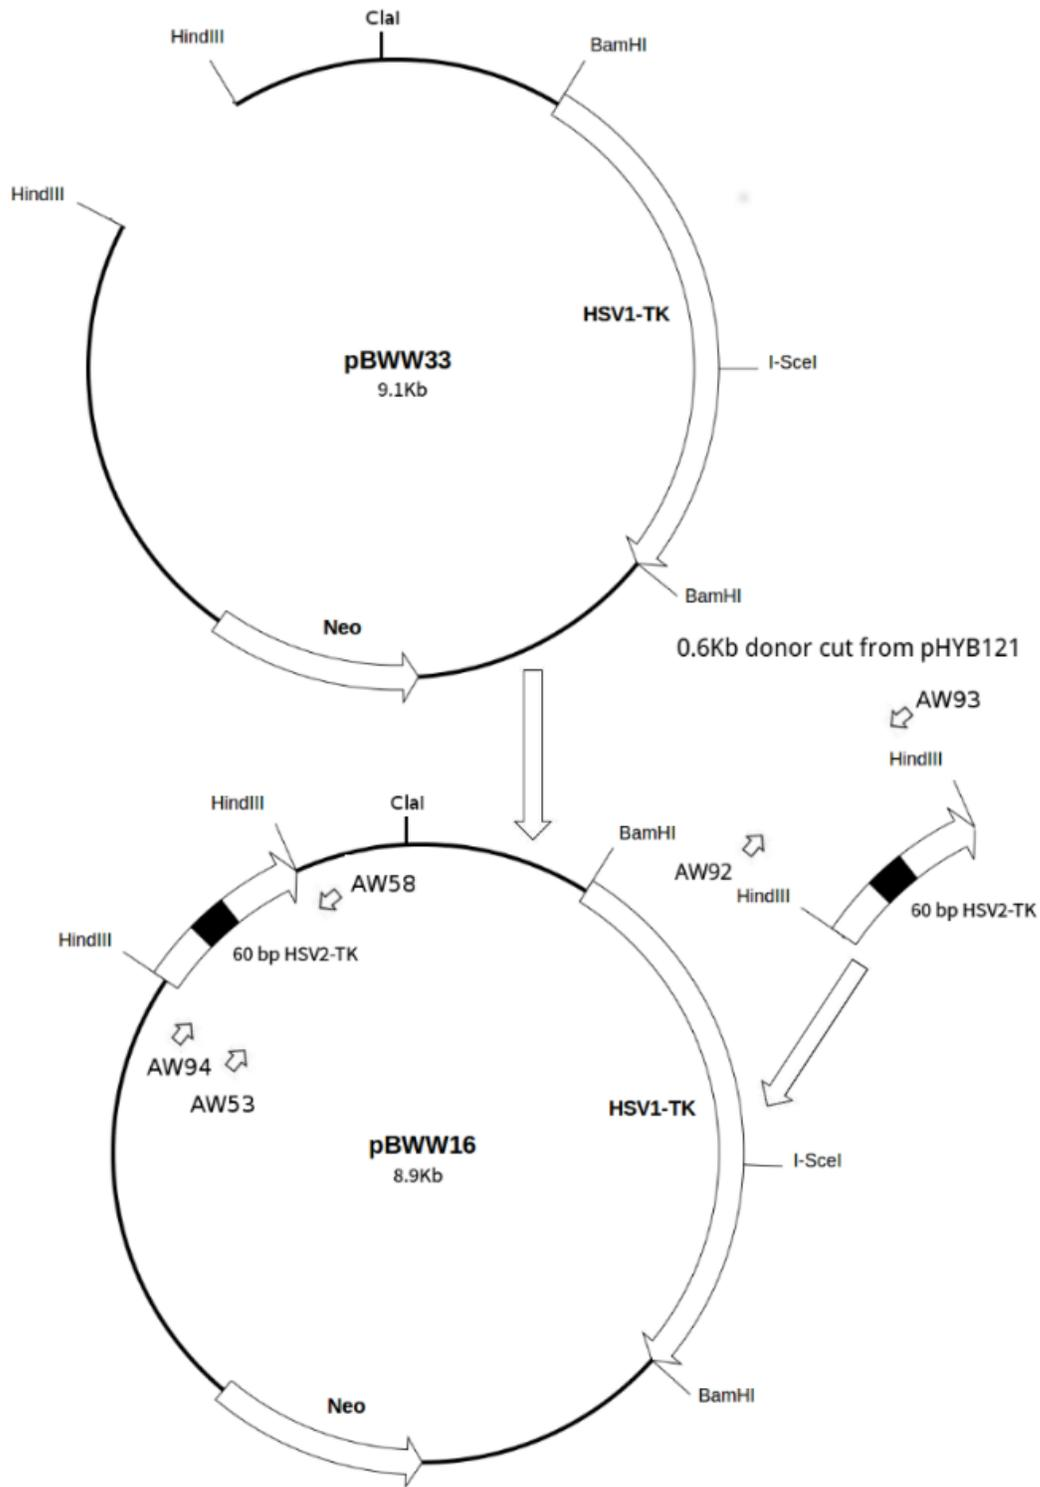 ClaI
HindIII
BamHI
HindIII
HSV1-TK
I-SceI
pBWW33
9.1Kb
BamHI
Neo
0.6Kb donor cut from pHYB121
AW93
HindIII
HindIII
ClaI
BamHI
AW92
AW58
HindIII
60 bp HSV2-TK
HindIII
60 bp HSV2-TK
AW94
AW53
HSV1-TK
pBWW16
8.9Kb
I-SceI
BamHI
Neo